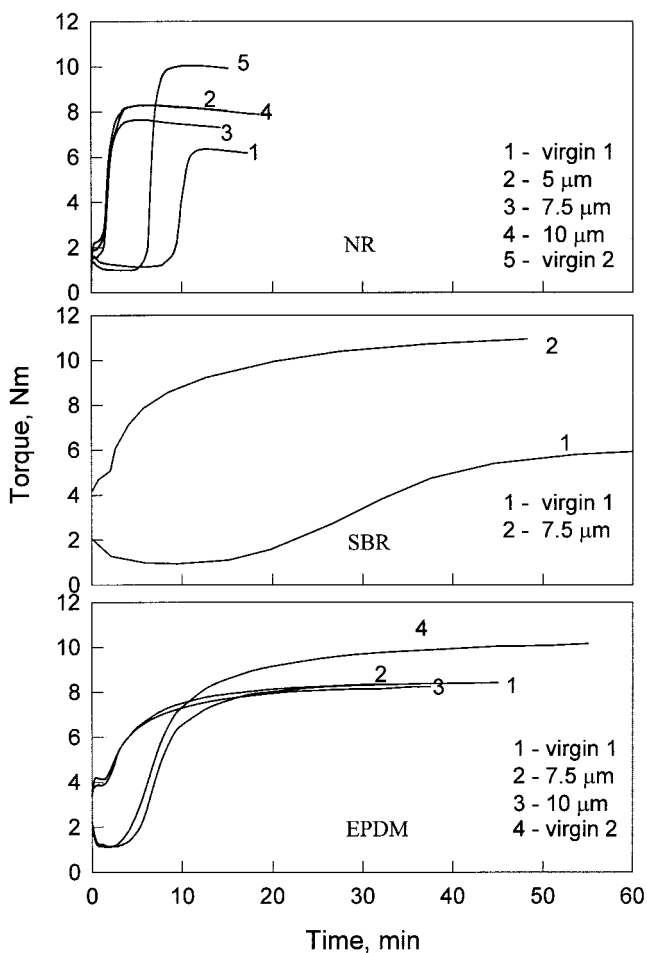 12
10
8
6
4
2
0
5
2
4
3
1
NR
1 - virgin 1
2 - 5 μm
3 - 7.5 μm
4 - 10 μm
5 - virgin 2
12
10
8
6
4
2
0
2
1
SBR
1 - virgin 1
2 - 7.5 μm
Torque, Nm
12
10
8
6
4
2
0
4
2
3
1
EPDM
1 - virgin 1
2 - 7.5 μm
3 - 10 μm
4 - virgin 2
0 10 20 30 40 50 60
Time, min